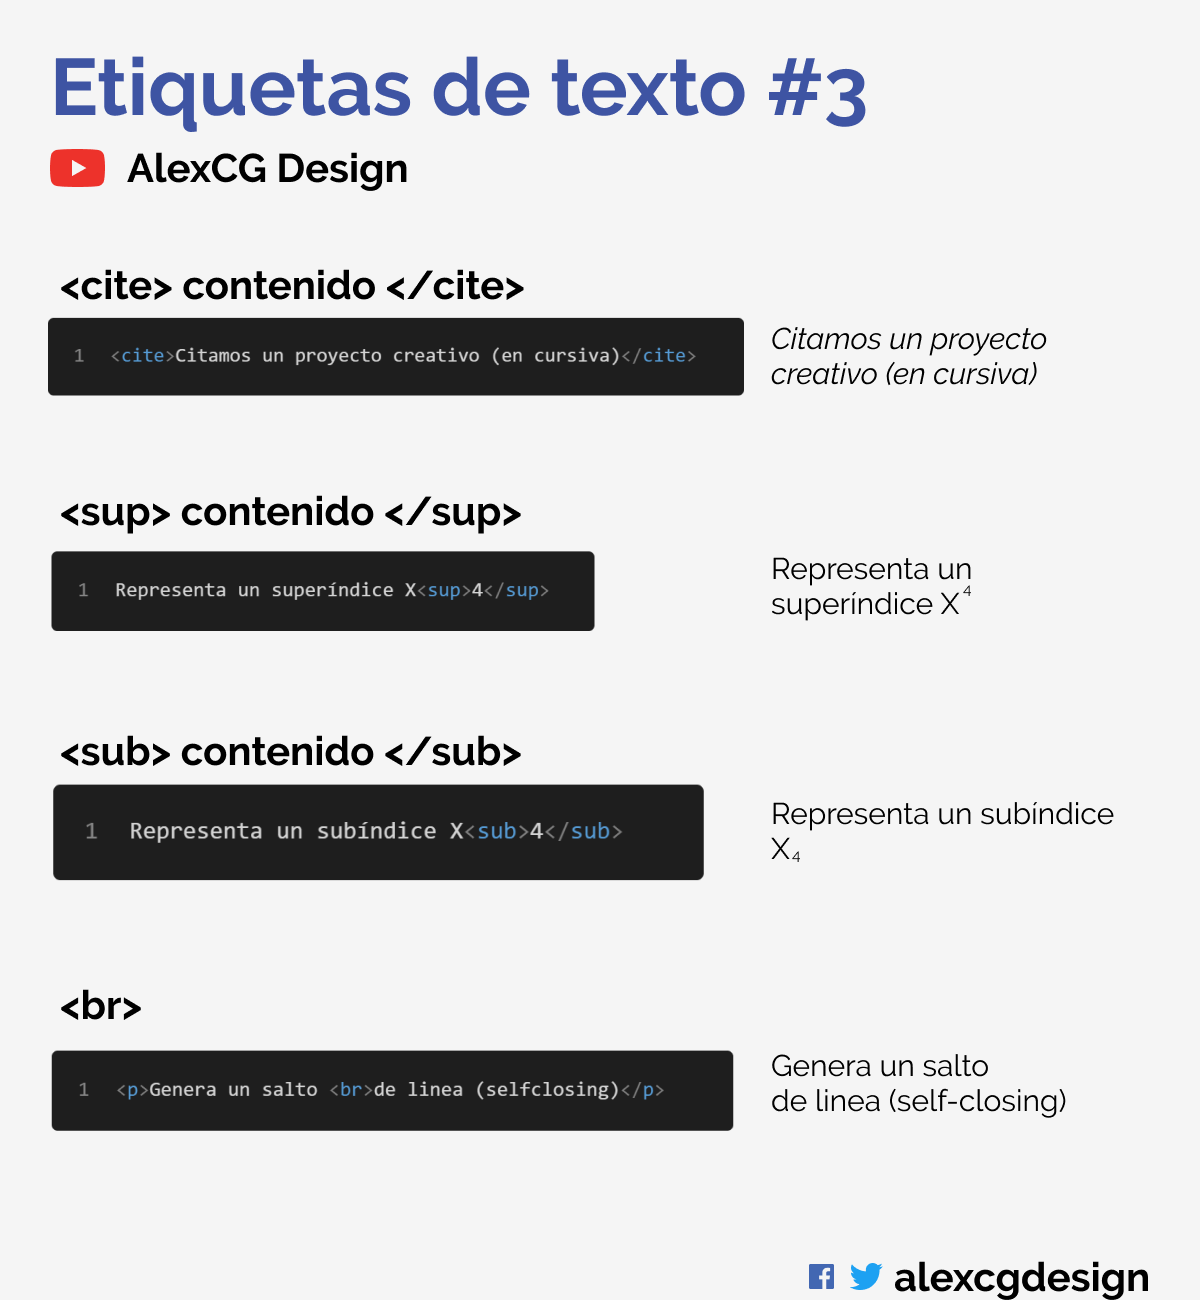 Etiquetas de texto #3
AlexCG Design
<cite> contenido </cite>
1 <cite>Citamos un proyecto creativo (en cursiva)</cite>
Citamos un proyecto
creativo (en cursiva)
<sup> contenido </sup>
1 Representa un superíndice X<sup>4</sup>
Representa un
superíndice X⁴
<sub> contenido </sub>
1 Representa un subíndice X<sub>4</sub>
Representa un subíndice
X₄
<br>
1 <p>Genera un salto <br>de linea (selfclosing)</p>
Genera un salto
de linea (self-closing)
alexcgdesign